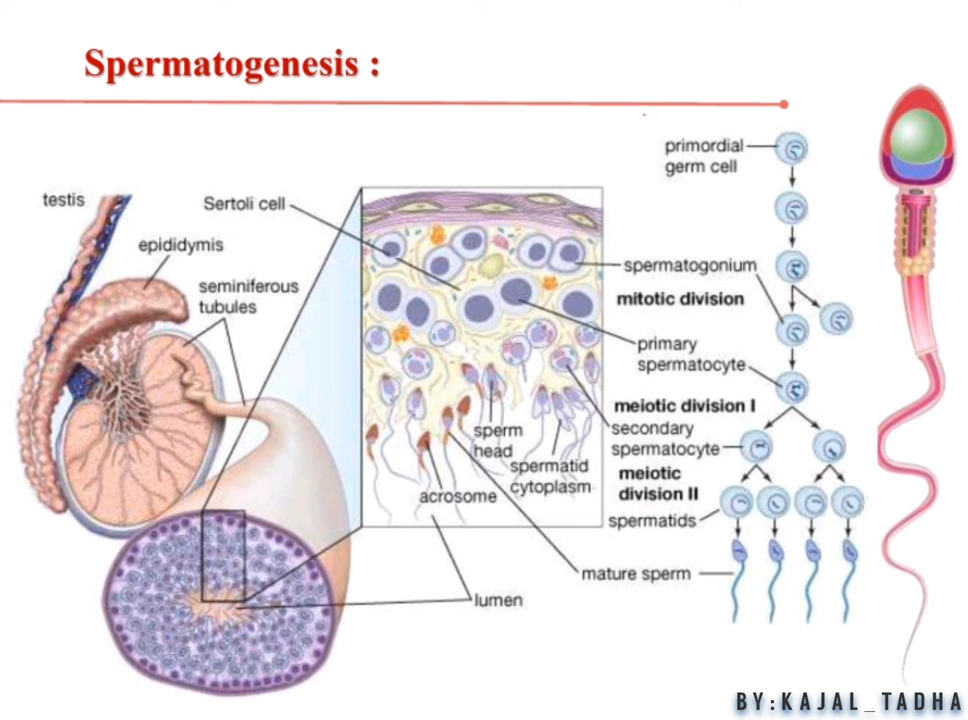 Spermatogenesis :
primordial
germ cell
testis
Sertoli cell
epididymis
seminiferous
tubules
spermatogonium
mitotic division
primary
spermatocyte
meiotic division I
secondary
spermatocyte
sperm
head
spermatid
cytoplasm
acrosome
meiotic
division II
spermatids
mature sperm
lumen
BY:KAJAL_TADHA